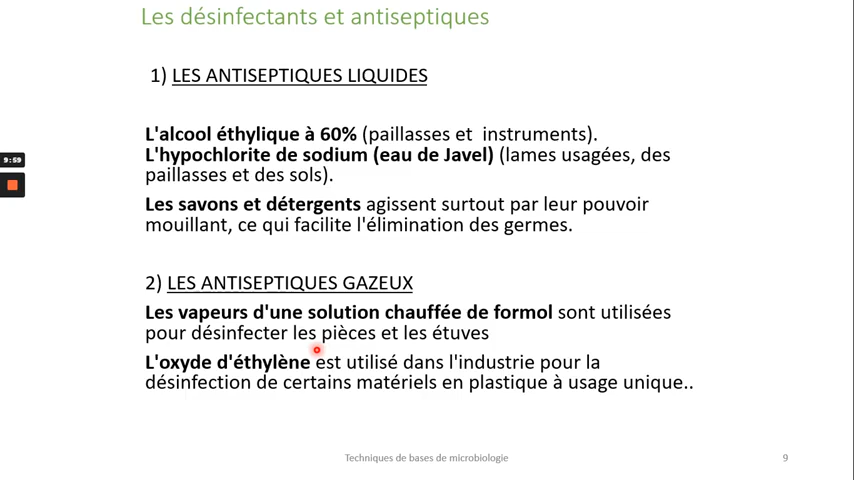 Les désinfectants et antiseptiques
1) LES ANTISEPTIQUES LIQUIDES
L'alcool éthylique à 60% (paillasses et instruments).
L'hypochlorite de sodium (eau de Javel) (lames usagées, des
paillasses et des sols).
9:59
Les savons et détergents agissent surtout par leur pouvoir
mouillant, ce qui facilite l'élimination des germes.
2) LES ANTISEPTIQUES GAZEUX
Les vapeurs d'une solution chauffée de formol sont utilisées
pour désinfecter les pièces et les étuves
L'oxyde d'éthylène est utilisé dans l'industrie pour la
désinfection de certains matériels en plastique à usage unique..
Techniques de bases de microbiologie
9